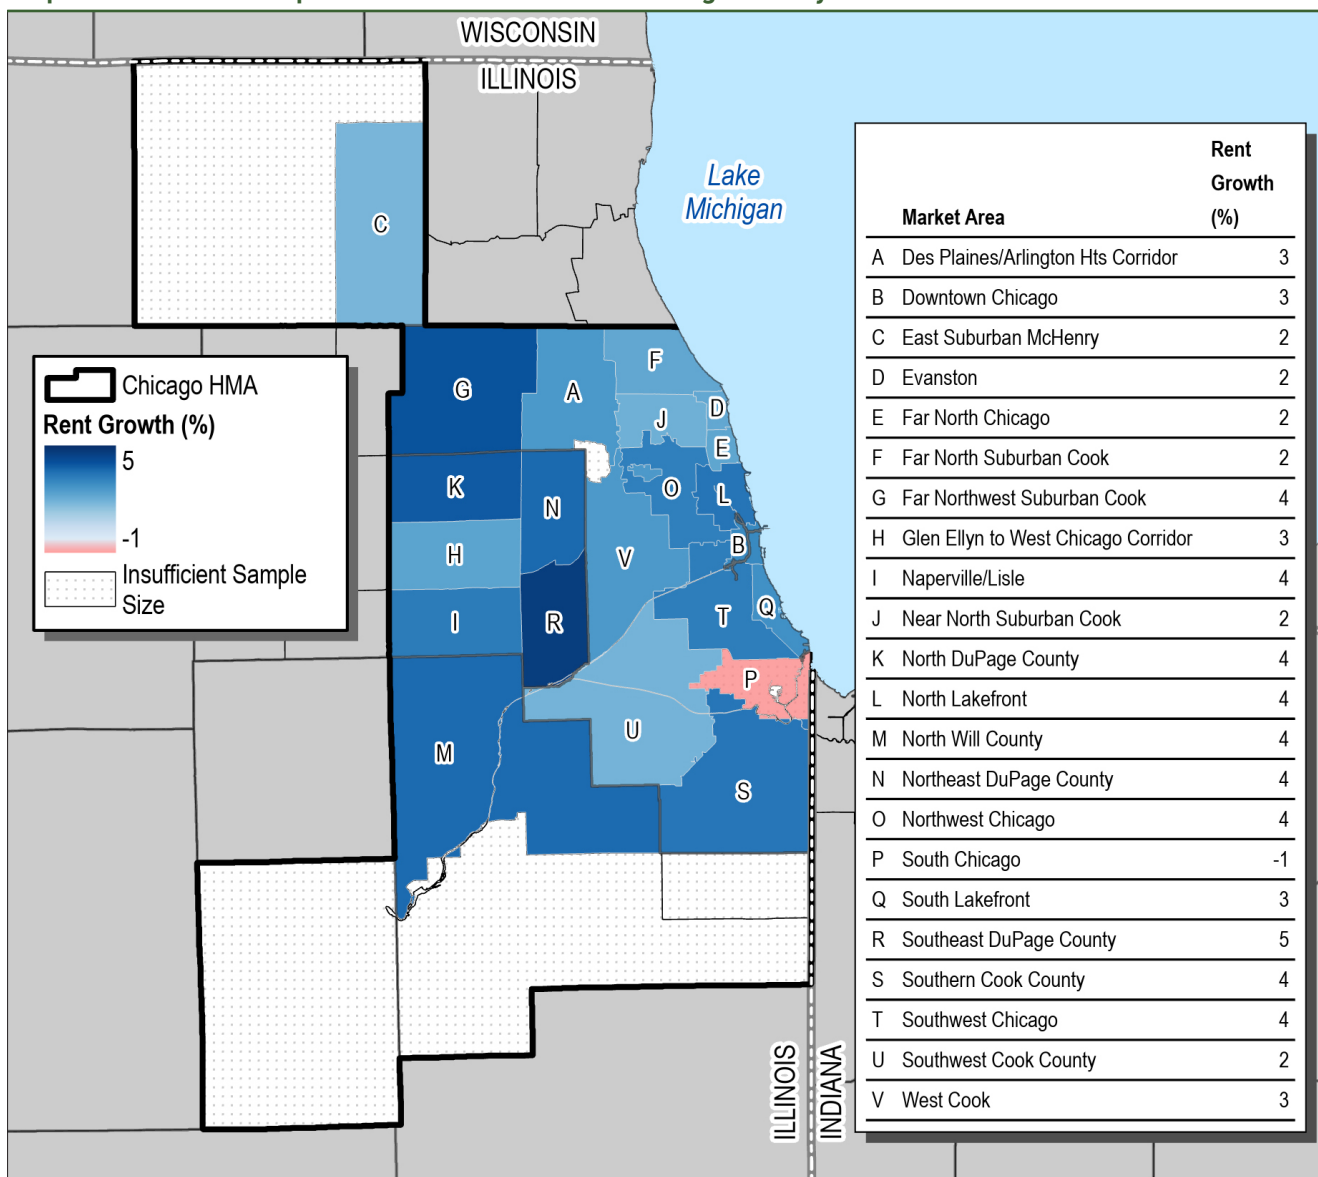 WISCONSIN
ILLINOIS
Lake
Michigan
C
G
A
F
D
J
E
K
N
O
L
H
V
B
I
R
T
Q
P
M
U
S
ILLINOIS
INDIANA
Chicago HMA
Rent Growth (%)
5
-1
Insufficient Sample
Size
Rent
Growth
Market Area (%)
A Des Plaines/Arlington Hts Corridor 3
B Downtown Chicago 3
C East Suburban McHenry 2
D Evanston 2
E Far North Chicago 2
F Far North Suburban Cook 2
G Far Northwest Suburban Cook 4
H Glen Ellyn to West Chicago Corridor 3
I Naperville/Lisle 4
J Near North Suburban Cook 2
K North DuPage County 4
L North Lakefront 4
M North Will County 4
N Northeast DuPage County 4
O Northwest Chicago 4
P South Chicago -1
Q South Lakefront 3
R Southeast DuPage County 5
S Southern Cook County 4
T Southwest Chicago 4
U Southwest Cook County 2
V West Cook 3